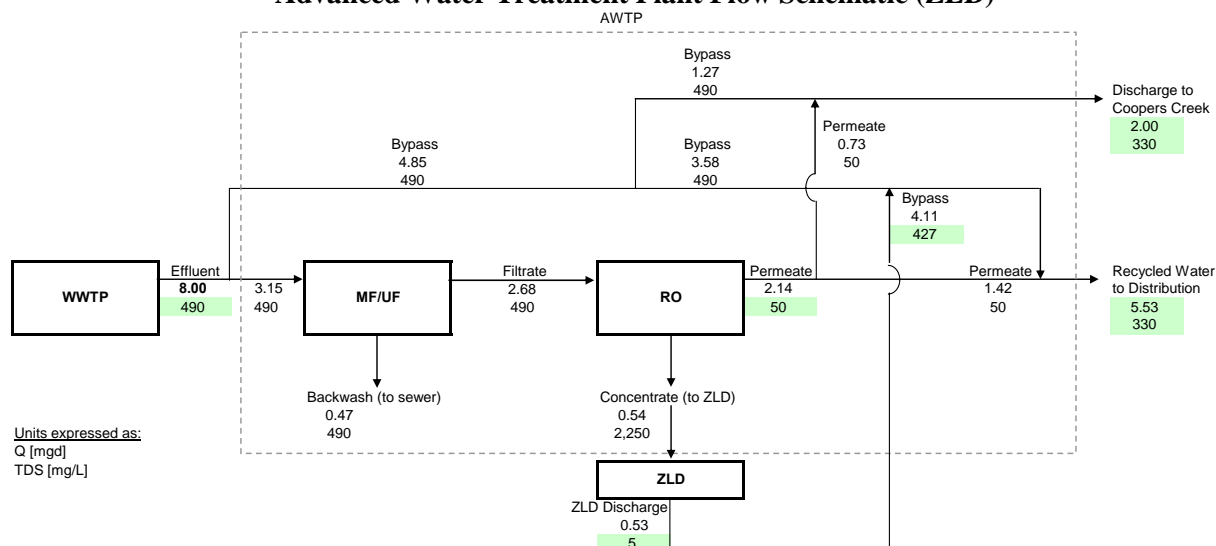 Advanced Water Treatment Plant Flow Schematic (ZLD)
AWTP
Bypass
1.27
490
Discharge to
Coopers Creek
2.00
330
Permeate
0.73
50
Bypass
4.85
490
Bypass
3.58
490
Bypass
4.11
427
WWTP
Effluent
8.00
490
3.15
490
MF/UF
Filtrate
2.68
490
RO
Permeate
2.14
50
Permeate
1.42
50
Recycled Water
to Distribution
5.53
330
Backwash (to sewer)
0.47
490
Concentrate (to ZLD)
0.54
2,250
Units expressed as:
Q [mgd]
TDS [mg/L]
ZLD
ZLD Discharge
0.53
5